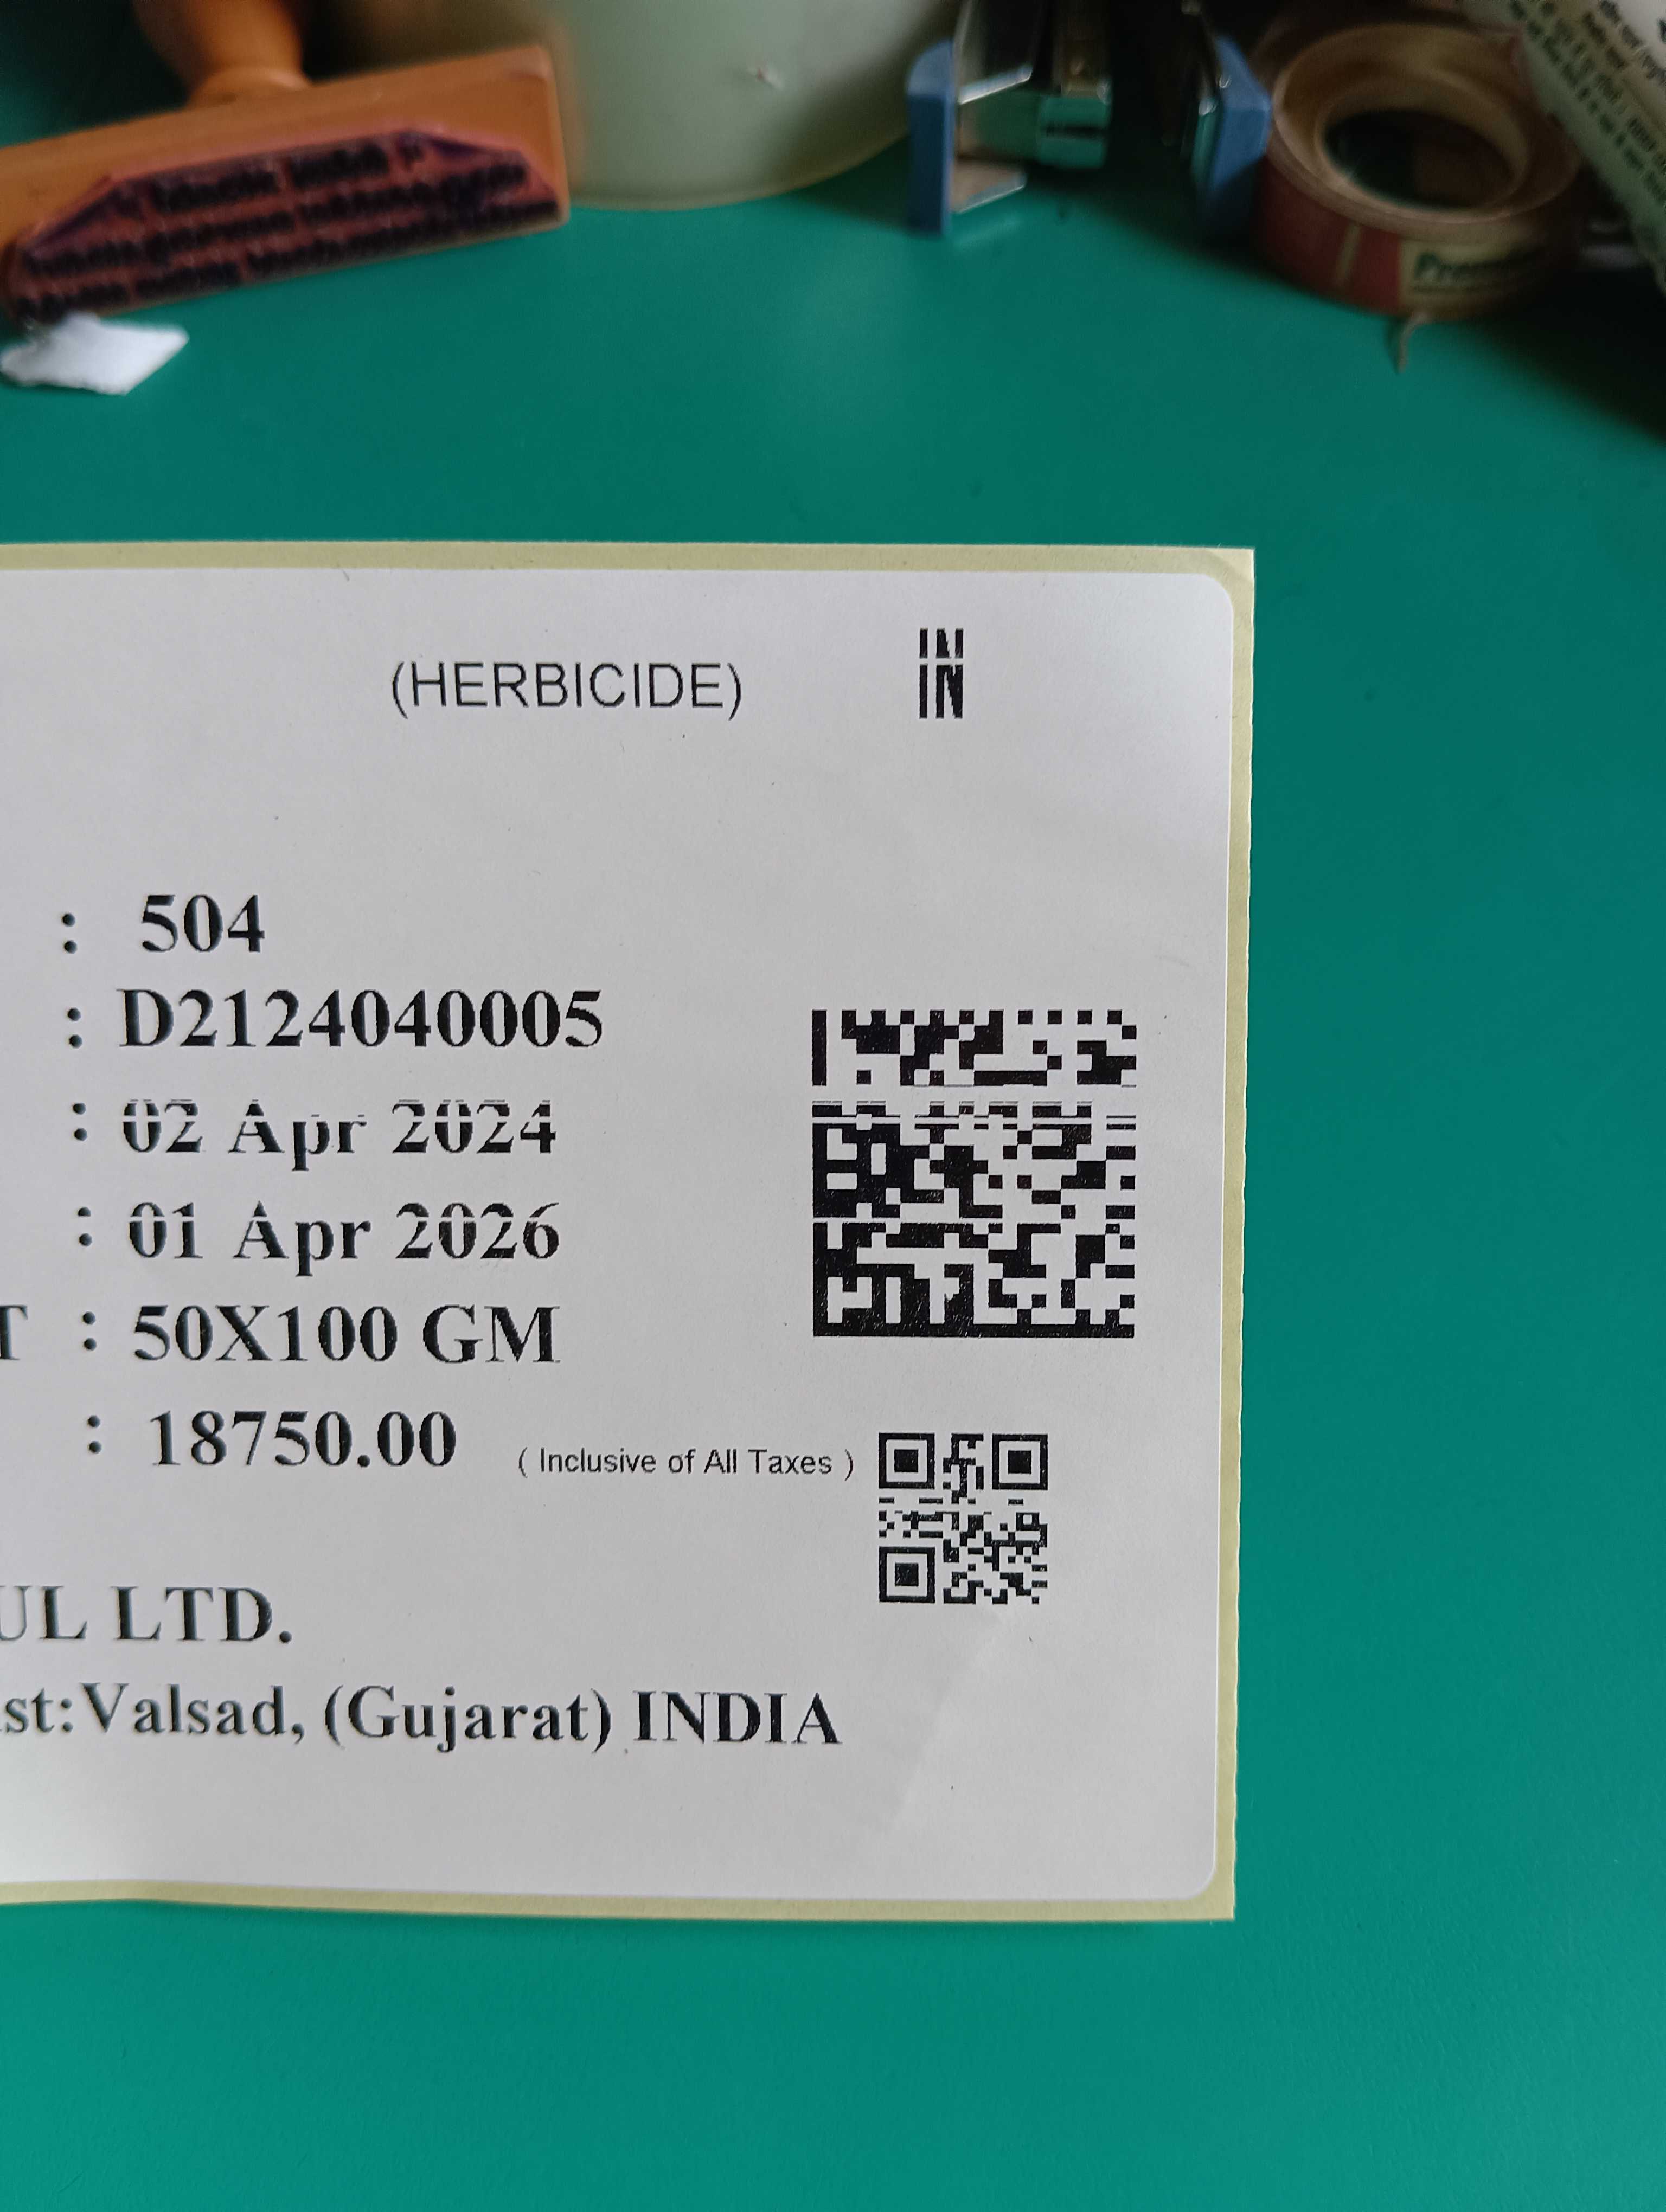 (HERBICIDE) IN
: 504
: D2124040005
: 02 Apr 2024
: 01 Apr 2026
T : 50X100 GM
: 18750.00 ( Inclusive of All Taxes )
UL LTD.
st:Valsad, (Gujarat) INDIA